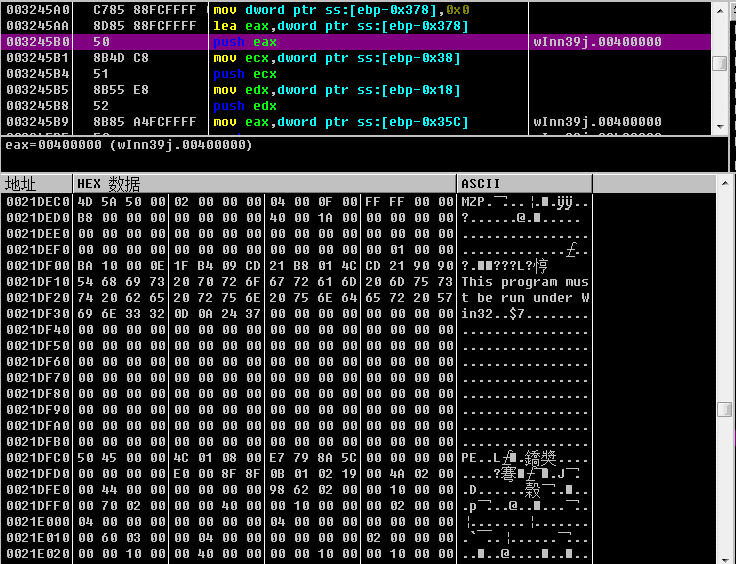 003245A0 C785 88FCFFFF mov dword ptr ss:[ebp-0x378],0x0
003245AA 8D85 88FCFFFF lea eax,dword ptr ss:[ebp-0x378]
003245B0 50 push eax wInn39j.00400000
003245B1 8B4D C8 mov ecx,dword ptr ss:[ebp-0x38]
003245B4 51 push ecx
003245B5 8B55 E8 mov edx,dword ptr ss:[ebp-0x18]
003245B8 52 push edx
003245B9 8B85 A4FCFFFF mov eax,dword ptr ss:[ebp-0x35C] wInn39j.00400000
eax=00400000 (wInn39j.00400000)
地址 HEX 数据 ASCII
0021DEC0 4D 5A 50 00 02 00 00 00 04 00 0F 00 FF FF 00 00 MZP
0021DED0 B8 00 00 00 00 00 00 00 40 00 1A 00 00 00 00 00 ?.......@.
0021DEE0 00 00 00 00 00 00 00 00 00 00 00 00 00 00 00 00 ................
0021DEF0 00 00 00 00 00 00 00 00 00 00 00 00 00 01 00 00
0021DF00 BA 10 00 0E 1F B4 09 CD 21 B8 01 4C CD 21 90 90
0021DF10 54 68 69 73 20 70 72 6F 67 72 61 6D 20 6D 75 73 This program mus
0021DF20 74 20 62 65 20 72 75 6E 20 75 6E 64 65 72 20 57 t be run under W
0021DF30 69 6E 33 32 0D 0A 24 37 00 00 00 00 00 00 00 00 in32..$7........
0021DF40 00 00 00 00 00 00 00 00 00 00 00 00 00 00 00 00 ................
0021DF50 00 00 00 00 00 00 00 00 00 00 00 00 00 00 00 00 ................
0021DF60 00 00 00 00 00 00 00 00 00 00 00 00 00 00 00 00 ................
0021DF70 00 00 00 00 00 00 00 00 00 00 00 00 00 00 00 00 ................
0021DF80 00 00 00 00 00 00 00 00 00 00 00 00 00 00 00 00 ................
0021DF90 00 00 00 00 00 00 00 00 00 00 00 00 00 00 00 00 ................
0021DFA0 00 00 00 00 00 00 00 00 00 00 00 00 00 00 00 00 ................
0021DFB0 00 00 00 00 00 00 00 00 00 00 00 00 00 00 00 00 ................
0021DFC0 50 45 00 00 4C 01 08 00 E7 79 8A 5C 00 00 00 00 PE..L
0021DFD0 00 00 00 00 E0 00 8F 8F 0B 01 02 19 00 4A 02 00
0021DFE0 00 44 00 00 00 00 00 00 98 62 02 00 00 10 00 00 .D......
0021DFF0 00 70 02 00 00 00 40 00 00 10 00 00 00 02 00 00 .p
0021E000 04 00 00 00 00 00 00 00 04 00 00 00 00 00 00 00
0021E010 00 60 03 00 00 04 00 00 00 00 00 00 02 00 00 00
0021E020 00 00 10 00 00 40 00 00 00 00 10 00 00 10 00 00